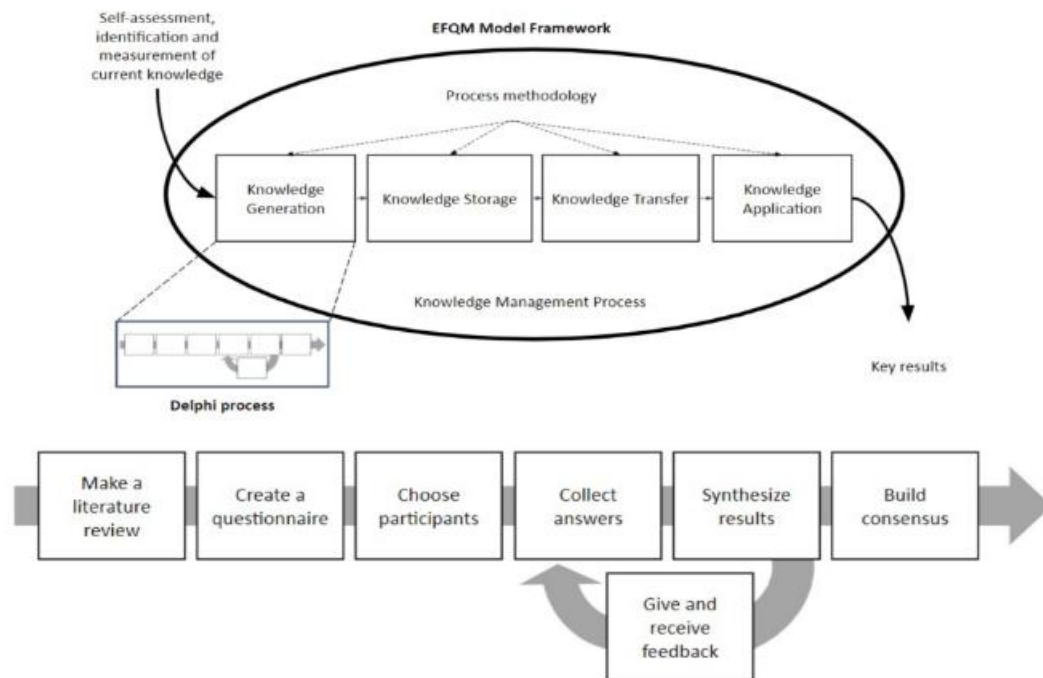 Self-assessment,
identification and
measurement of
current knowledge
EFQM Model Framework
Process methodology
Knowledge
Generation
Knowledge Storage
Knowledge Transfer
Knowledge
Application
Knowledge Management Process
Key results
Delphi process
Make a
literature
review
Create a
questionnaire
Choose
participants
Collect
answers
Synthesize
results
Build
consensus
Give and
receive
feedback